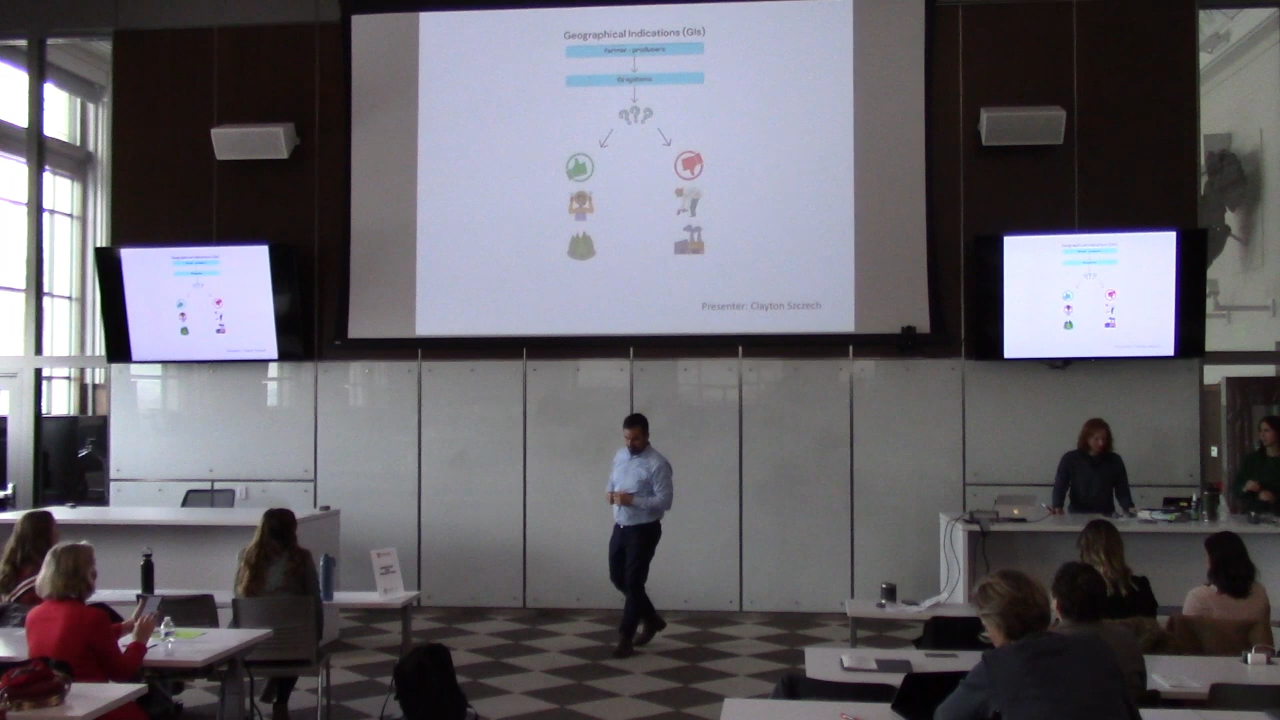 Geographical Indications (GIs)
farmer - producers
GI systems
???
Presenter: Clayton Szczech